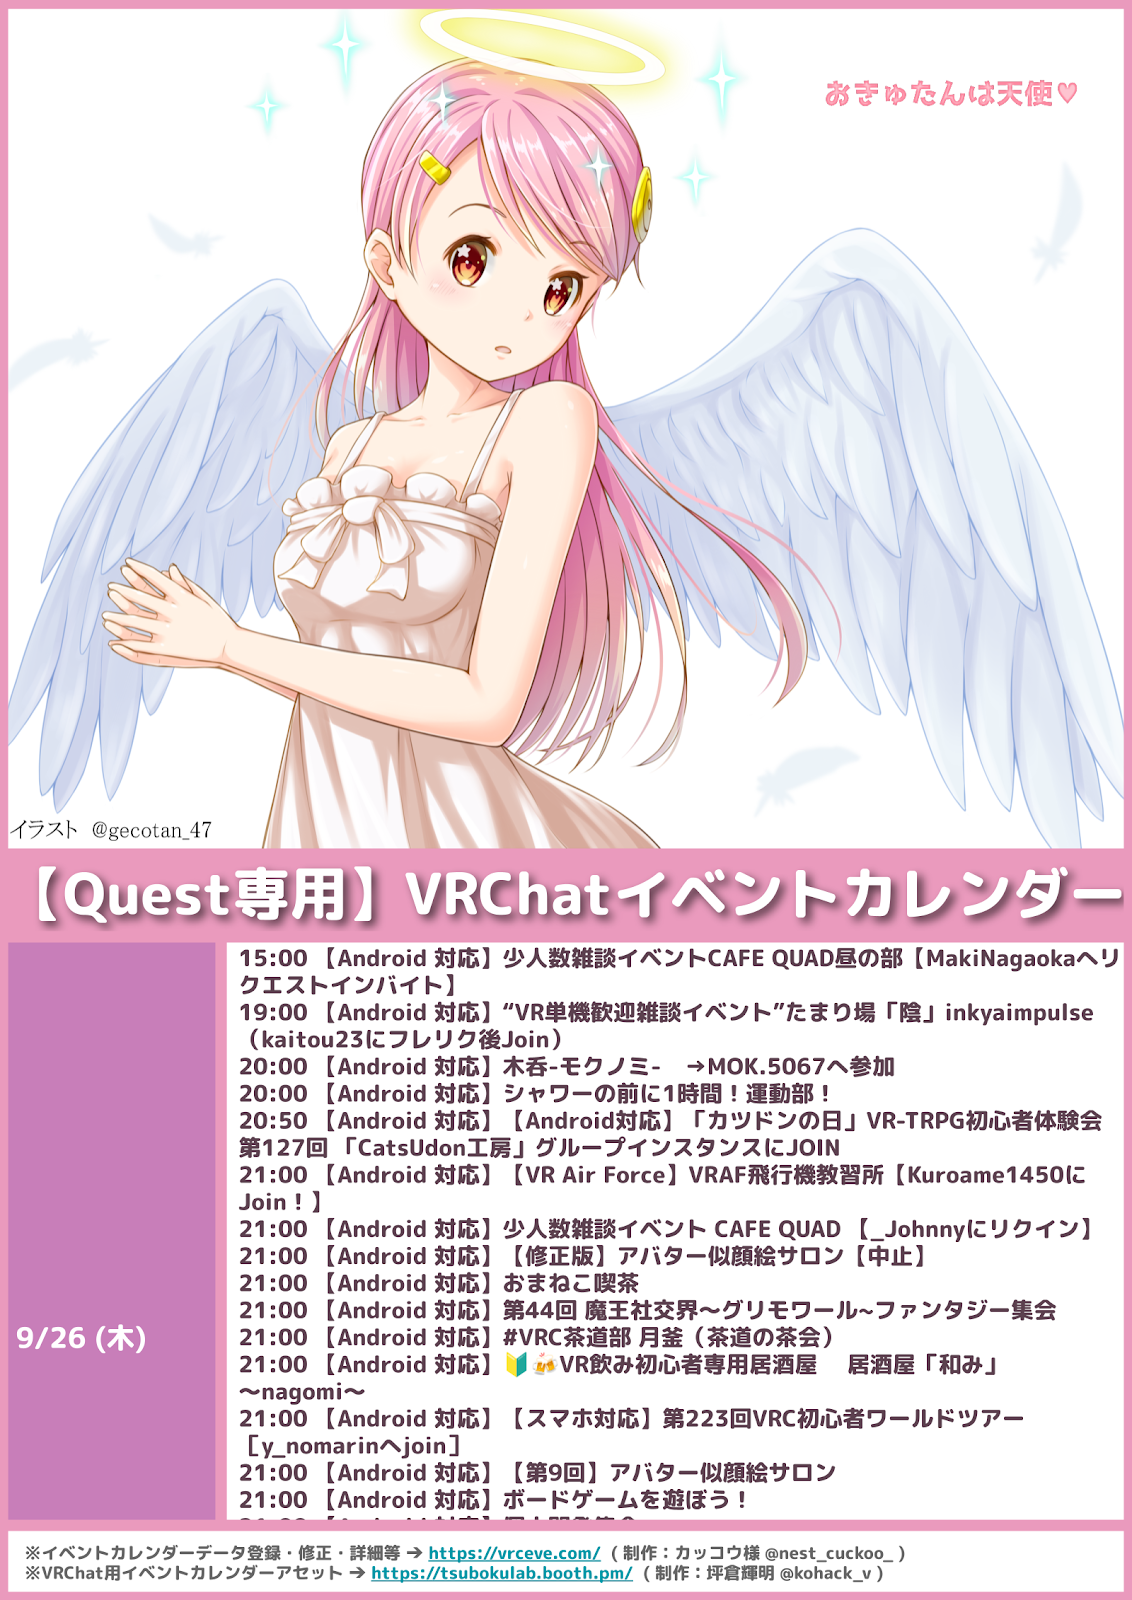 おきゅたんは天使♥
イラスト @gecotan_47
【Quest専用】VRChatイベントカレンダー
15:00 【Android 対応】少人数雑談イベントCAFE QUAD昼の部【MakiNagaokaへリ
クエストインバイト】
19:00 【Android 対応】“VR単機歓迎雑談イベント”たまり場「陰」inkyaimpulse
（kaitou23にフレリク後Join）
20:00 【Android 対応】木呑-モクノミ- →MOK.5067へ参加
20:00 【Android 対応】シャワーの前に1時間！運動部！
20:50 【Android 対応】【Android対応】「カツドンの日」VR-TRPG初心者体験会
第127回 「CatsUdon工房」グループインスタンスにJOIN
21:00 【Android 対応】【VR Air Force】VRAF飛行機教習所【Kuroame1450に
Join！】
21:00 【Android 対応】少人数雑談イベント CAFE QUAD 【_Johnnyにリクイン】
21:00 【Android 対応】【修正版】アバター似顔絵サロン【中止】
21:00 【Android 対応】おまねこ喫茶
21:00 【Android 対応】第44回 魔王社交界～グリモワール~ファンタジー集会
9/26 (木)
21:00 【Android 対応】#VRC茶道部 月釜（茶道の茶会）
21:00 【Android 対応】🔰🍻VR飲み初心者専用居酒屋 居酒屋「和み」
～nagomi～
21:00 【Android 対応】【スマホ対応】第223回VRC初心者ワールドツアー
［y_nomarinへjoin］
21:00 【Android 対応】【第9回】アバター似顔絵サロン
21:00 【Android 対応】ボードゲームを遊ぼう！
※イベントカレンダーデータ登録・修正・詳細等 → https://vrceve.com/ ( 制作：カッコウ様 @nest_cuckoo_ )
※VRChat用イベントカレンダーアセット → https://tsubokulab.booth.pm/ ( 制作：坪倉輝明 @kohack_v )